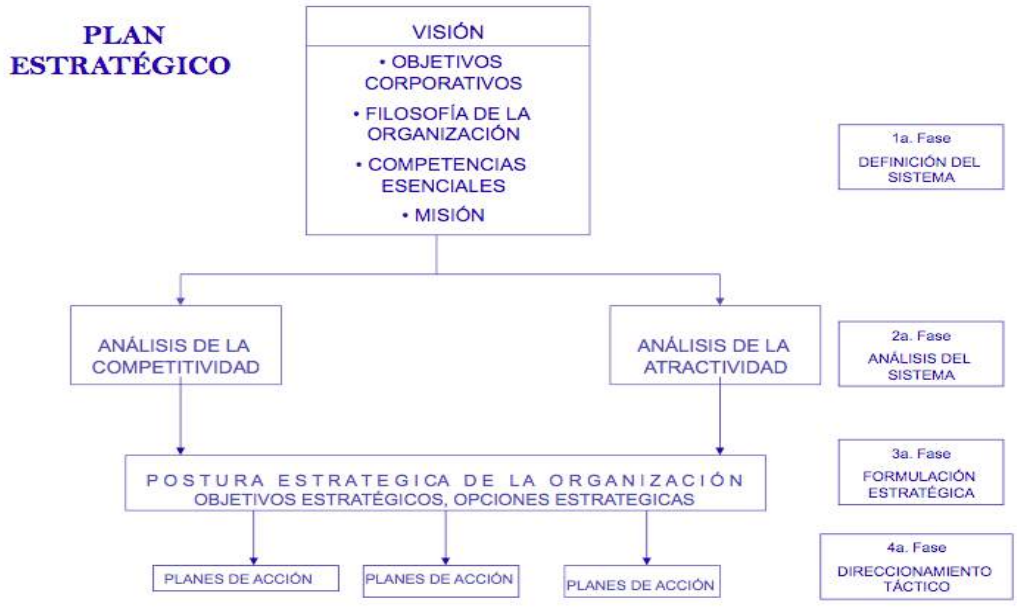 PLAN
ESTRATÉGICO
VISIÓN
• OBJETIVOS
CORPORATIVOS
• FILOSOFÍA DE LA
ORGANIZACIÓN
• COMPETENCIAS
ESENCIALES
• MISIÓN
1a. Fase
DEFINICIÓN DEL
SISTEMA
ANÁLISIS DE LA
COMPETITIVIDAD
ANÁLISIS DE LA
ATRACTIVIDAD
2a. Fase
ANÁLISIS DEL
SISTEMA
POSTURA ESTRATEGICA DE LA ORGANIZACIÓN
OBJETIVOS ESTRATÉGICOS, OPCIONES ESTRATEGICAS
3a. Fase
FORMULACIÓN
ESTRATÉGICA
PLANES DE ACCIÓN
PLANES DE ACCIÓN
PLANES DE ACCIÓN
4a. Fase
DIRECCIONAMIENTO
TÁCTICO